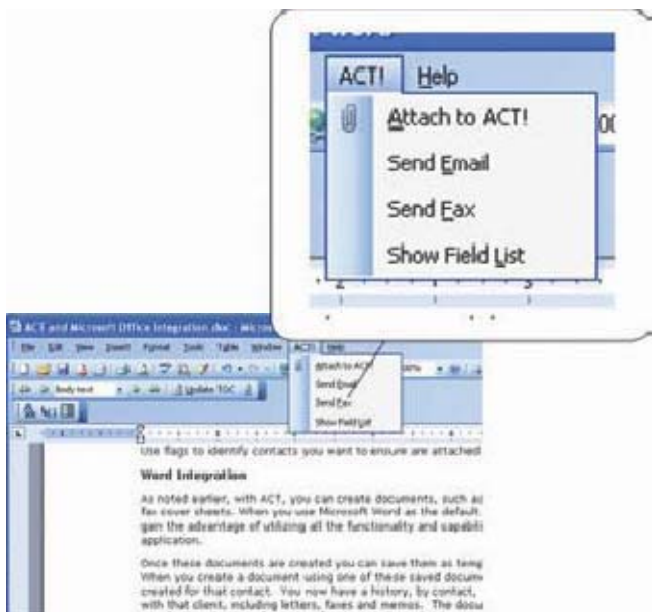 ACT! Help
Attach to ACT!
Send Email
Send Fax
Show Field List
2 3
ACT and Microsoft Office Integration.doc - Micros
File Edit View Insert Format Tools Table Window ACT! Help
Attach to ACT!
Send Email
Send Fax
Show Field List
Body text Update TOC
Use flags to identify contacts you want to ensure are attached
Word Integration
As noted earlier, with ACT, you can create documents, such as
fax cover sheets. When you use Microsoft Word as the default
gain the advantage of utilizing all the functionality and capabili
application.
Once these documents are created you can save them as temp
When you create a document using one of these saved docume
created for that contact. You now have a history, by contact,
with that client, including letters, faxes and memos. The docu